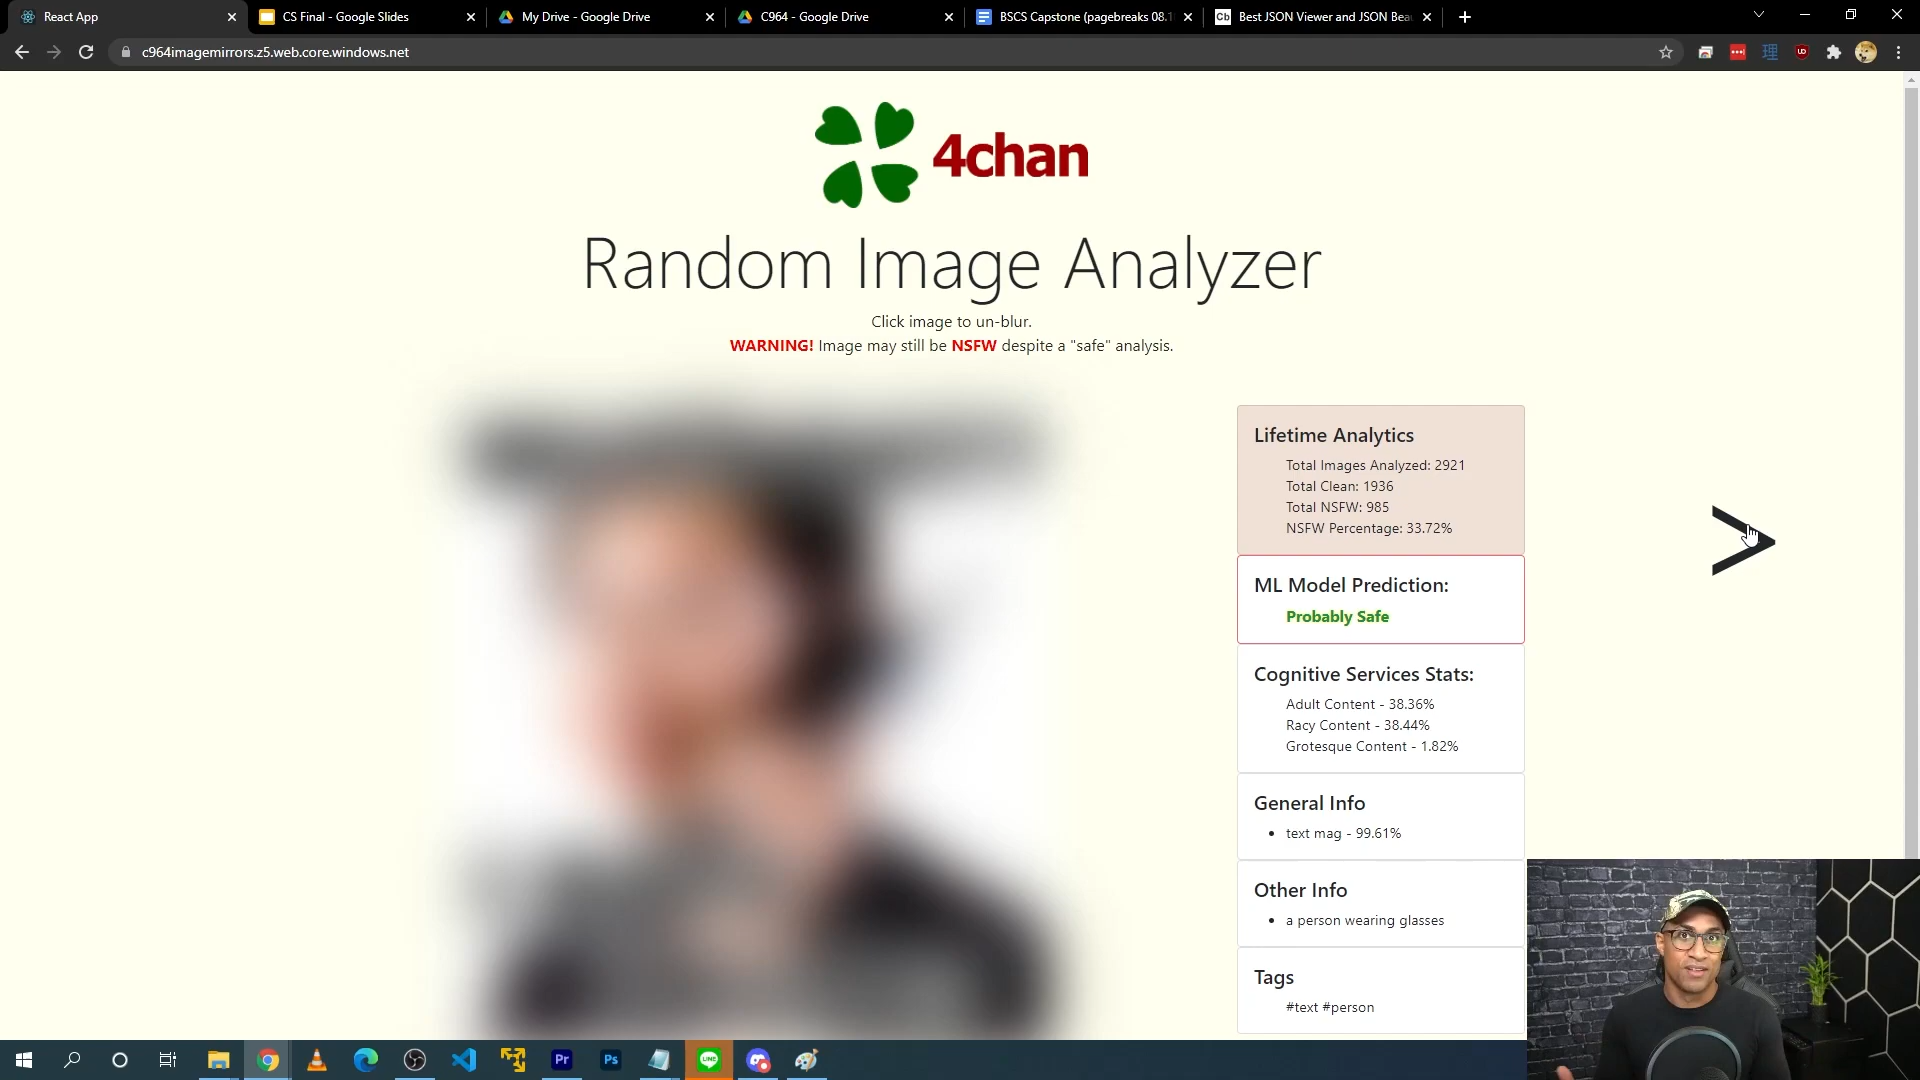 React App
CS Final - Google Slides
My Drive - Google Drive
C964 - Google Drive
BSCS Capstone (pagebreaks 08.1
Best JSON Viewer and JSON Bea
c964imagemirrors.z5.web.core.windows.net
4chan
Random Image Analyzer
Click image to un-blur.
WARNING! Image may still be NSFW despite a "safe" analysis.
Lifetime Analytics
Total Images Analyzed: 2921
Total Clean: 1936
Total NSFW: 985
NSFW Percentage: 33.72%
ML Model Prediction:
Probably Safe
Cognitive Services Stats:
Adult Content - 38.36%
Racy Content - 38.44%
Grotesque Content - 1.82%
General Info
text mag - 99.61%
Other Info
a person wearing glasses
Tags
#text #person
Pr
Ps
LINE